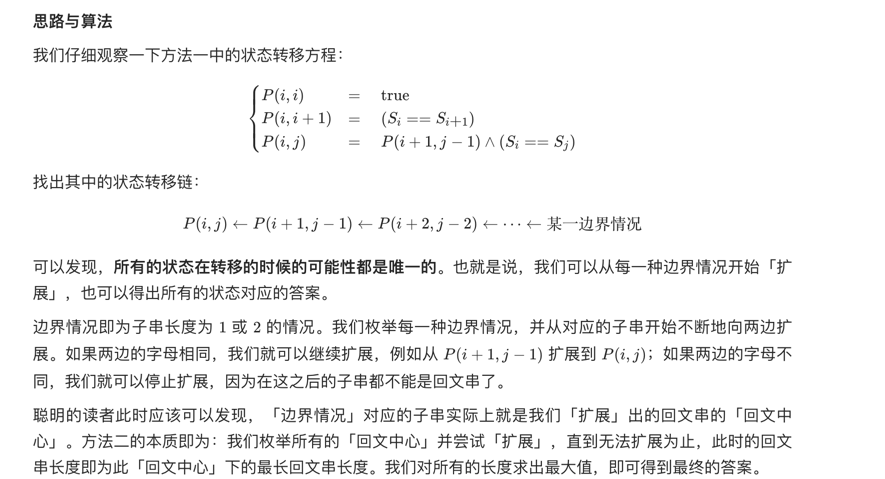 思路与算法
我们仔细观察一下方法一中的状态转移方程：
P(i, i) = true
P(i, i + 1) = (S_i == S_{i+1})
P(i, j) = P(i + 1, j − 1) ∧ (S_i == S_j)
找出其中的状态转移链：
P(i, j) ← P(i + 1, j − 1) ← P(i + 2, j − 2) ← ⋯ ← 某一边界情况
可以发现，所有的状态在转移的时候的可能性都是唯一的。也就是说，我们可以从每一种边界情况开始「扩
展」，也可以得出所有的状态对应的答案。
边界情况即为子串长度为 1 或 2 的情况。我们枚举每一种边界情况，并从对应的子串开始不断地向两边扩
展。如果两边的字母相同，我们就可以继续扩展，例如从 P(i + 1, j − 1) 扩展到 P(i, j)；如果两边的字母不
同，我们就可以停止扩展，因为在这之后的子串都不能是回文串了。
聪明的读者此时应该可以发现，「边界情况」对应的子串实际上就是我们「扩展」出的回文串的「回文中
心」。方法二的本质即为：我们枚举所有的「回文中心」并尝试「扩展」，直到无法扩展为止，此时的回文
串长度即为此「回文中心」下的最长回文串长度。我们对所有的长度求出最大值，即可得到最终的答案。